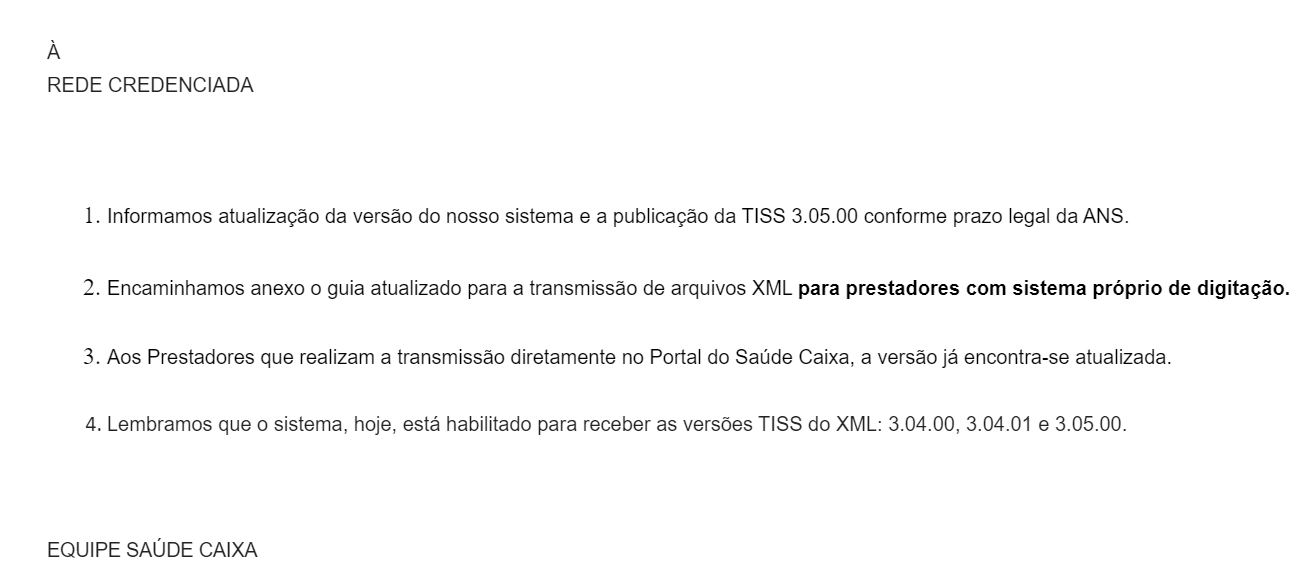 À
REDE CREDENCIADA
1. Informamos atualização da versão do nosso sistema e a publicação da TISS 3.05.00 conforme prazo legal da ANS.
2. Encaminhamos anexo o guia atualizado para a transmissão de arquivos XML para prestadores com sistema próprio de digitação.
3. Aos Prestadores que realizam a transmissão diretamente no Portal do Saúde Caixa, a versão já encontra-se atualizada.
4. Lembramos que o sistema, hoje, está habilitado para receber as versões TISS do XML: 3.04.00, 3.04.01 e 3.05.00.
EQUIPE SAÚDE CAIXA